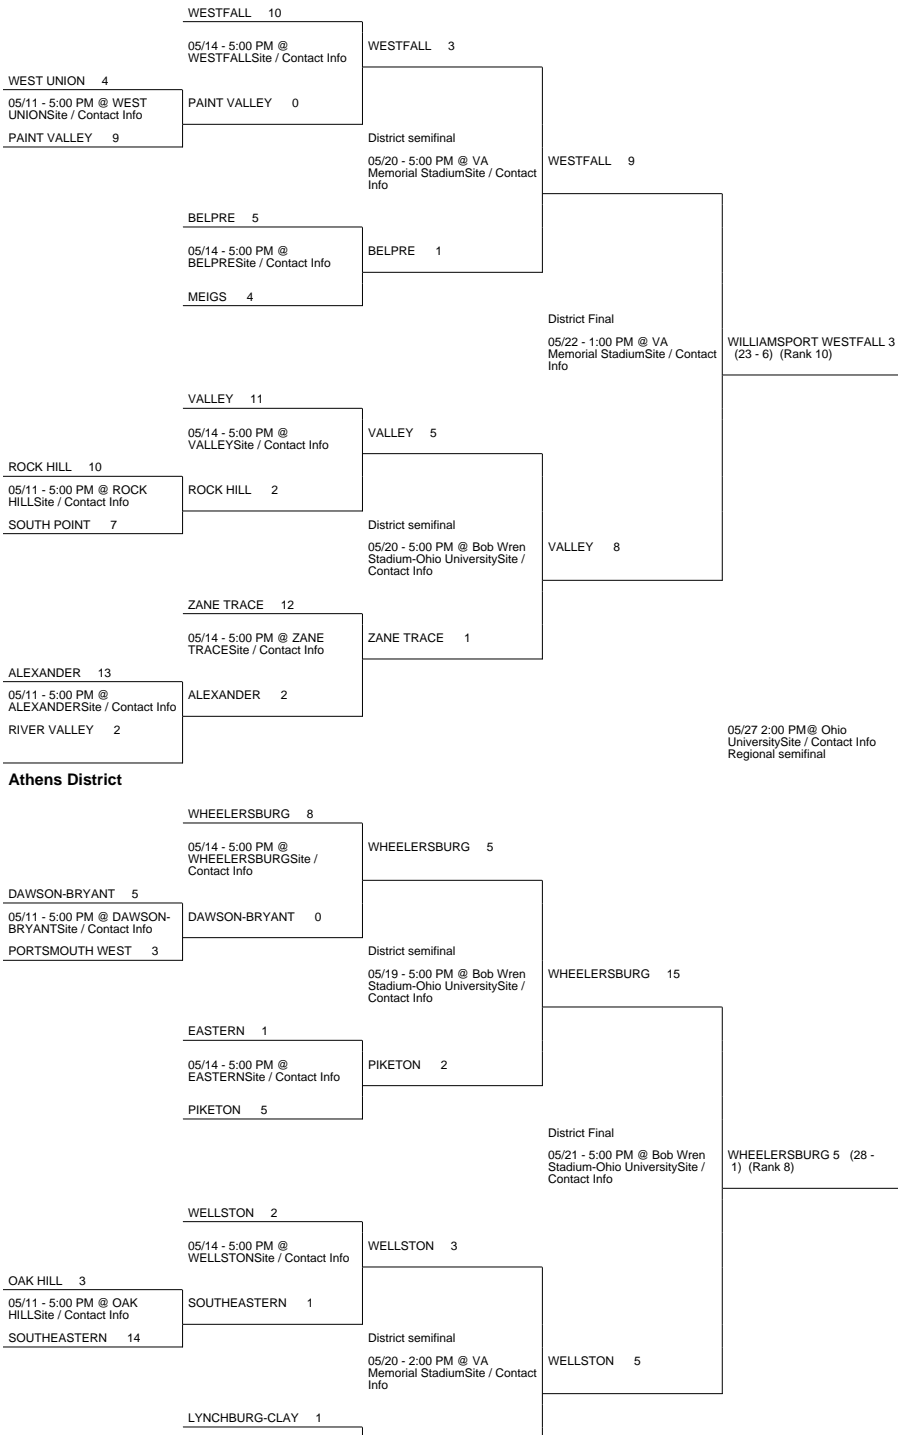 WESTFALL 10
05/14 - 5:00 PM @
WESTFALLSite / Contact Info
WESTFALL 3
WEST UNION 4
05/11 - 5:00 PM @ WEST
UNIONSite / Contact Info
PAINT VALLEY 0
PAINT VALLEY 9
District semifinal
05/20 - 5:00 PM @ VA
Memorial StadiumSite / Contact
Info
WESTFALL 9
BELPRE 5
05/14 - 5:00 PM @
BELPRESite / Contact Info
BELPRE 1
MEIGS 4
District Final
05/22 - 1:00 PM @ VA
Memorial StadiumSite / Contact
Info
WILLIAMSPORT WESTFALL 3
(23 - 6) (Rank 10)
VALLEY 11
05/14 - 5:00 PM @
VALLEYSite / Contact Info
VALLEY 5
ROCK HILL 10
05/11 - 5:00 PM @ ROCK
HILLSite / Contact Info
ROCK HILL 2
SOUTH POINT 7
District semifinal
05/20 - 5:00 PM @ Bob Wren
Stadium-Ohio UniversitySite /
Contact Info
VALLEY 8
ZANE TRACE 12
05/14 - 5:00 PM @ ZANE
TRACESite / Contact Info
ZANE TRACE 1
ALEXANDER 13
05/11 - 5:00 PM @
ALEXANDERSite / Contact Info
ALEXANDER 2
RIVER VALLEY 2
05/27 2:00 PM@ Ohio
UniversitySite / Contact Info
Regional semifinal
Athens District
WHEELERSBURG 8
05/14 - 5:00 PM @
WHEELERSBURGSite /
Contact Info
WHEELERSBURG 5
DAWSON-BRYANT 5
05/11 - 5:00 PM @ DAWSON-
BRYANTSite / Contact Info
DAWSON-BRYANT 0
PORTSMOUTH WEST 3
District semifinal
05/19 - 5:00 PM @ Bob Wren
Stadium-Ohio UniversitySite /
Contact Info
WHEELERSBURG 15
EASTERN 1
05/14 - 5:00 PM @
EASTERNSite / Contact Info
PIKETON 2
PIKETON 5
District Final
05/21 - 5:00 PM @ Bob Wren
Stadium-Ohio UniversitySite /
Contact Info
WHEELERSBURG 5 (28 -
1) (Rank 8)
WELLSTON 2
05/14 - 5:00 PM @
WELLSTONSite / Contact Info
WELLSTON 3
OAK HILL 3
05/11 - 5:00 PM @ OAK
HILLSite / Contact Info
SOUTHEASTERN 1
SOUTHEASTERN 14
District semifinal
05/20 - 2:00 PM @ VA
Memorial StadiumSite / Contact
Info
WELLSTON 5
LYNCHBURG-CLAY 1